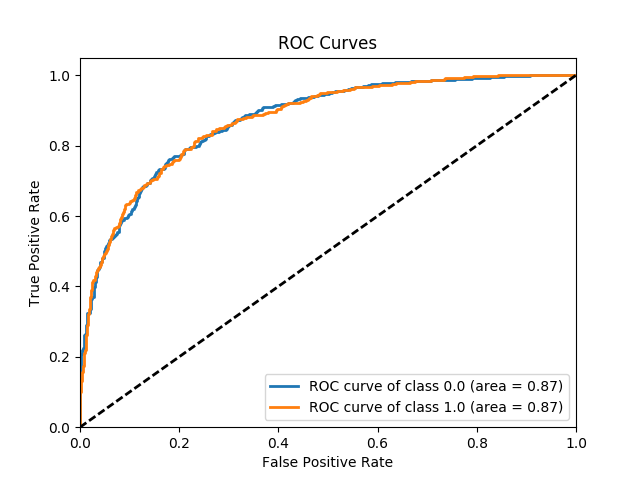 ROC Curves
True Positive Rate
1.0
0.8
0.6
0.4
0.2
0.0
ROC curve of class 0.0 (area = 0.87)
ROC curve of class 1.0 (area = 0.87)
0.0 0.2 0.4 0.6 0.8 1.0
False Positive Rate